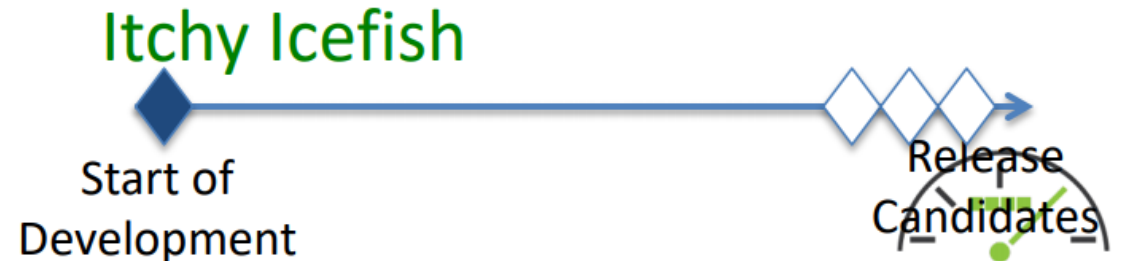 Itchy Icefish
Start of
Development
Release
Candidates